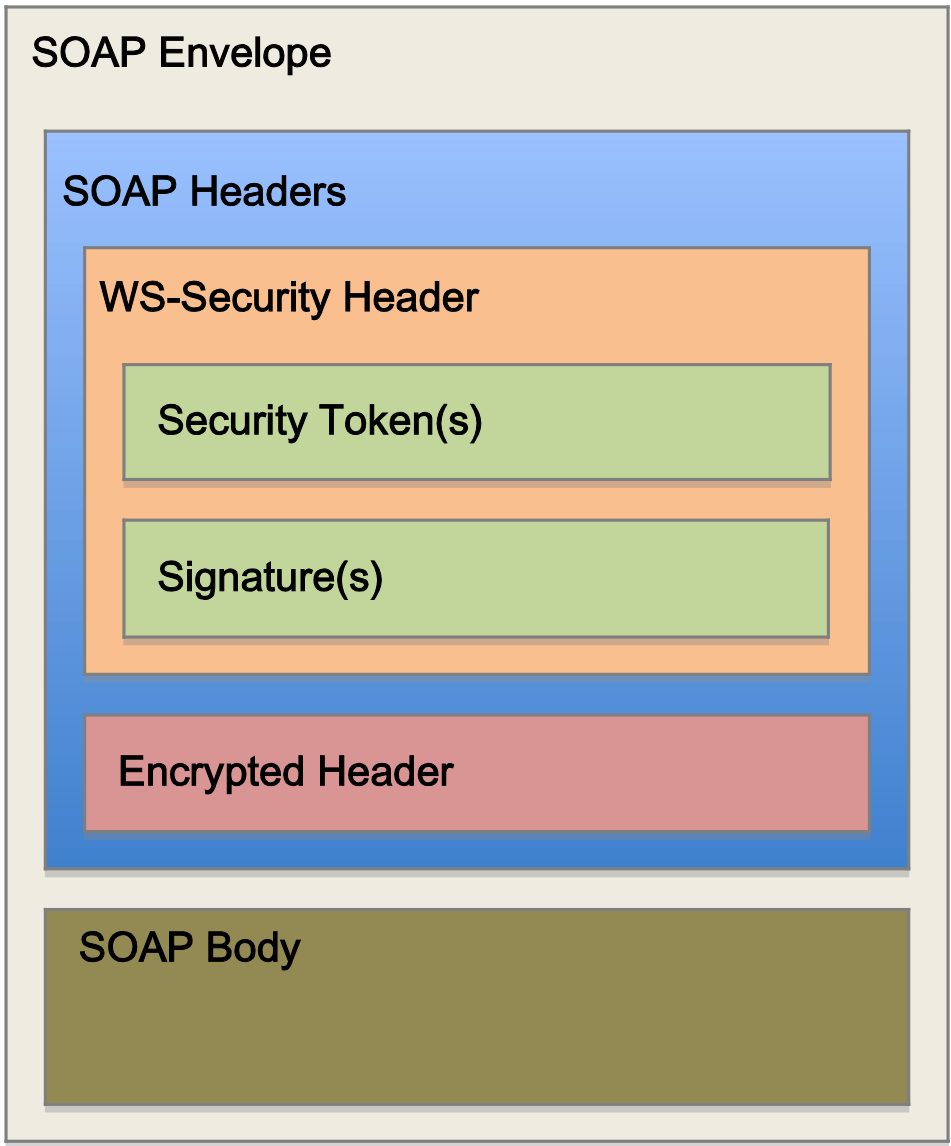 SOAP Envelope
SOAP Headers
WS-Security Header
Security Token(s)
Signature(s)
Encrypted Header
SOAP Body